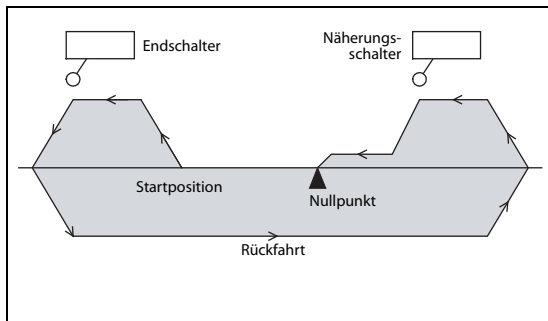 Endschalter
Näherungs-
schalter
Startposition
Nullpunkt
Rückfahrt